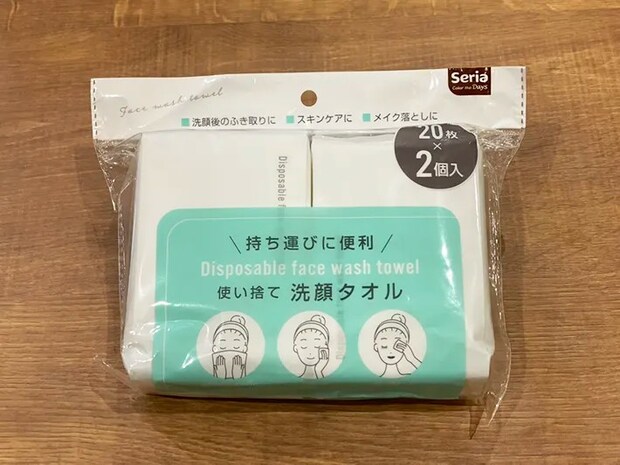 Seria
Color the Days
Face wash towel
洗顔後のふき取りに スキンケアに メイク落としに
20枚
×
2個入
Disposable f
\ 持ち運びに便利 /
Disposable face wash towel
使い捨て 洗顔タオル